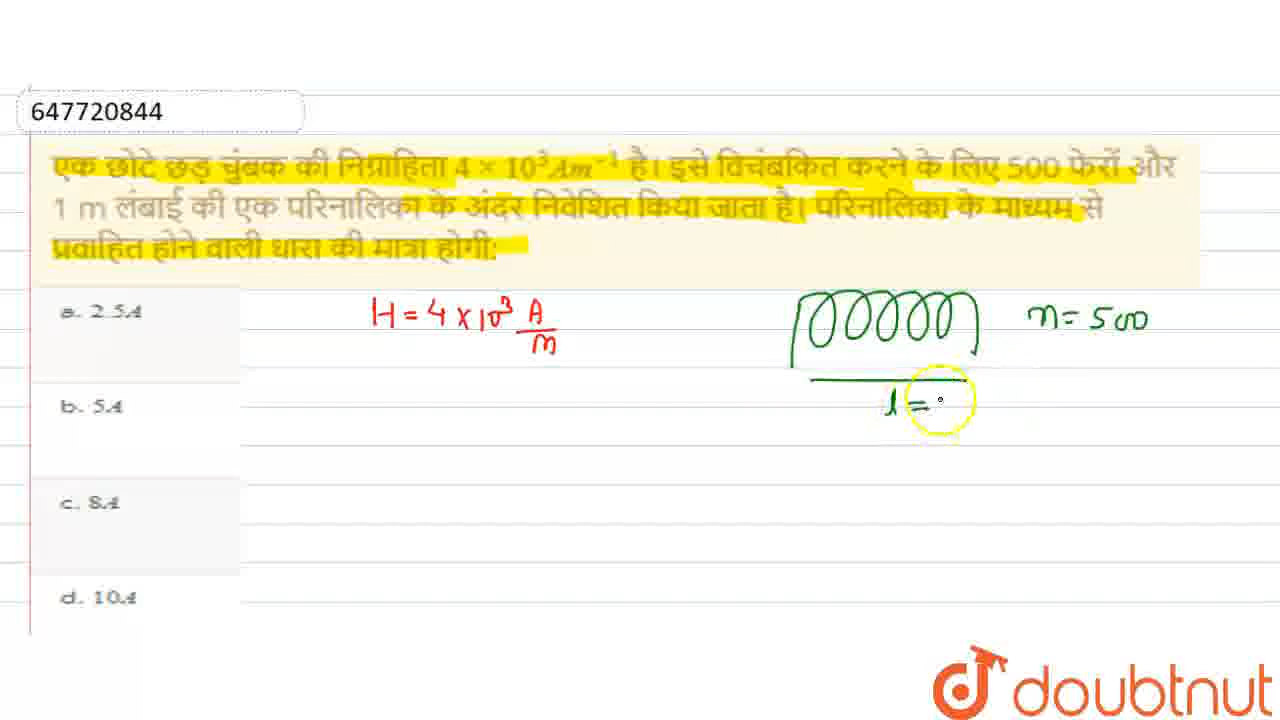 647720844
एक छोटे छड़ चुंबक की निग्राहिता 4 × 10³Am⁻¹ है। इसे विचंबकित करने के लिए 500 फेरों और
1 m लंबाई की एक परिनालिका के अंदर निवेशित किया जाता है। परिनालिका के माध्यम से
प्रवाहित होने वाली धारा की मात्रा होगी:
a. 2.5A
H = 4 × 10³ A/m
n = 500
l =
b. 5A
c. 8A
d. 10A
doubtnut